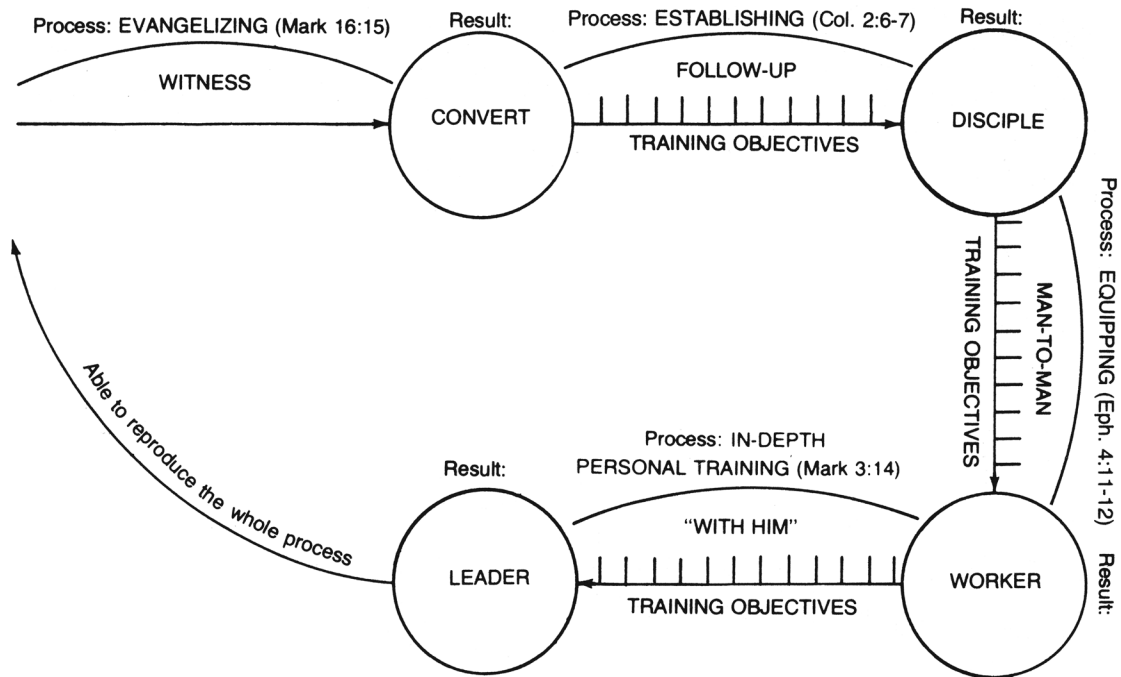 Process: EVANGELIZING (Mark 16:15)
WITNESS
Result:
CONVERT
Process: ESTABLISHING (Col. 2:6-7)
FOLLOW-UP
TRAINING OBJECTIVES
Result:
DISCIPLE
Process: EQUIPPING (Eph. 4:11-12)
MAN-TO-MAN
TRAINING OBJECTIVES
Result:
WORKER
Process: IN-DEPTH
PERSONAL TRAINING (Mark 3:14)
"WITH HIM"
TRAINING OBJECTIVES
Result:
LEADER
Able to reproduce the whole process